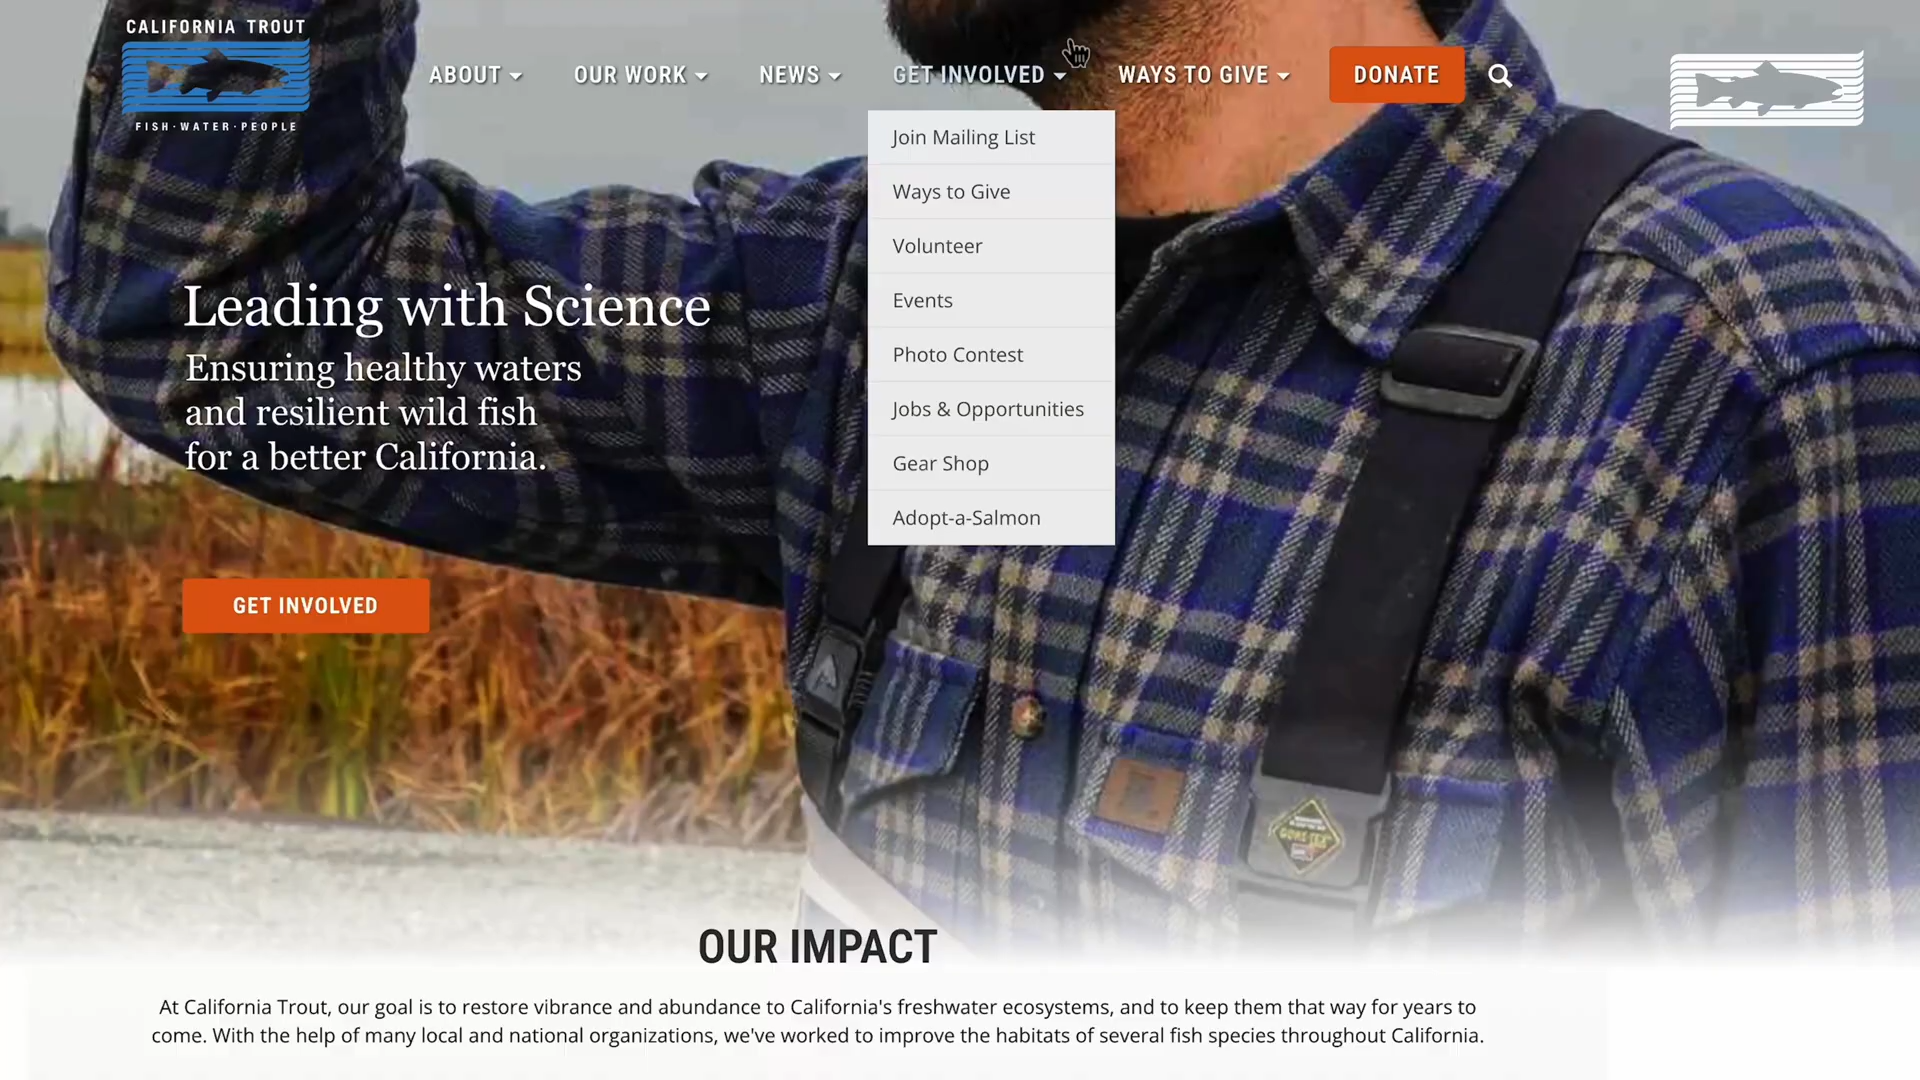 CALIFORNIA TROUT
FISH·WATER·PEOPLE
ABOUT
OUR WORK
NEWS
GET INVOLVED
WAYS TO GIVE
DONATE
Join Mailing List
Ways to Give
Volunteer
Events
Photo Contest
Jobs & Opportunities
Gear Shop
Adopt-a-Salmon
Leading with Science
Ensuring healthy waters
and resilient wild fish
for a better California.
GET INVOLVED
GORE-TEX
OUR IMPACT
At California Trout, our goal is to restore vibrance and abundance to California's freshwater ecosystems, and to keep them that way for years to
come. With the help of many local and national organizations, we've worked to improve the habitats of several fish species throughout California.